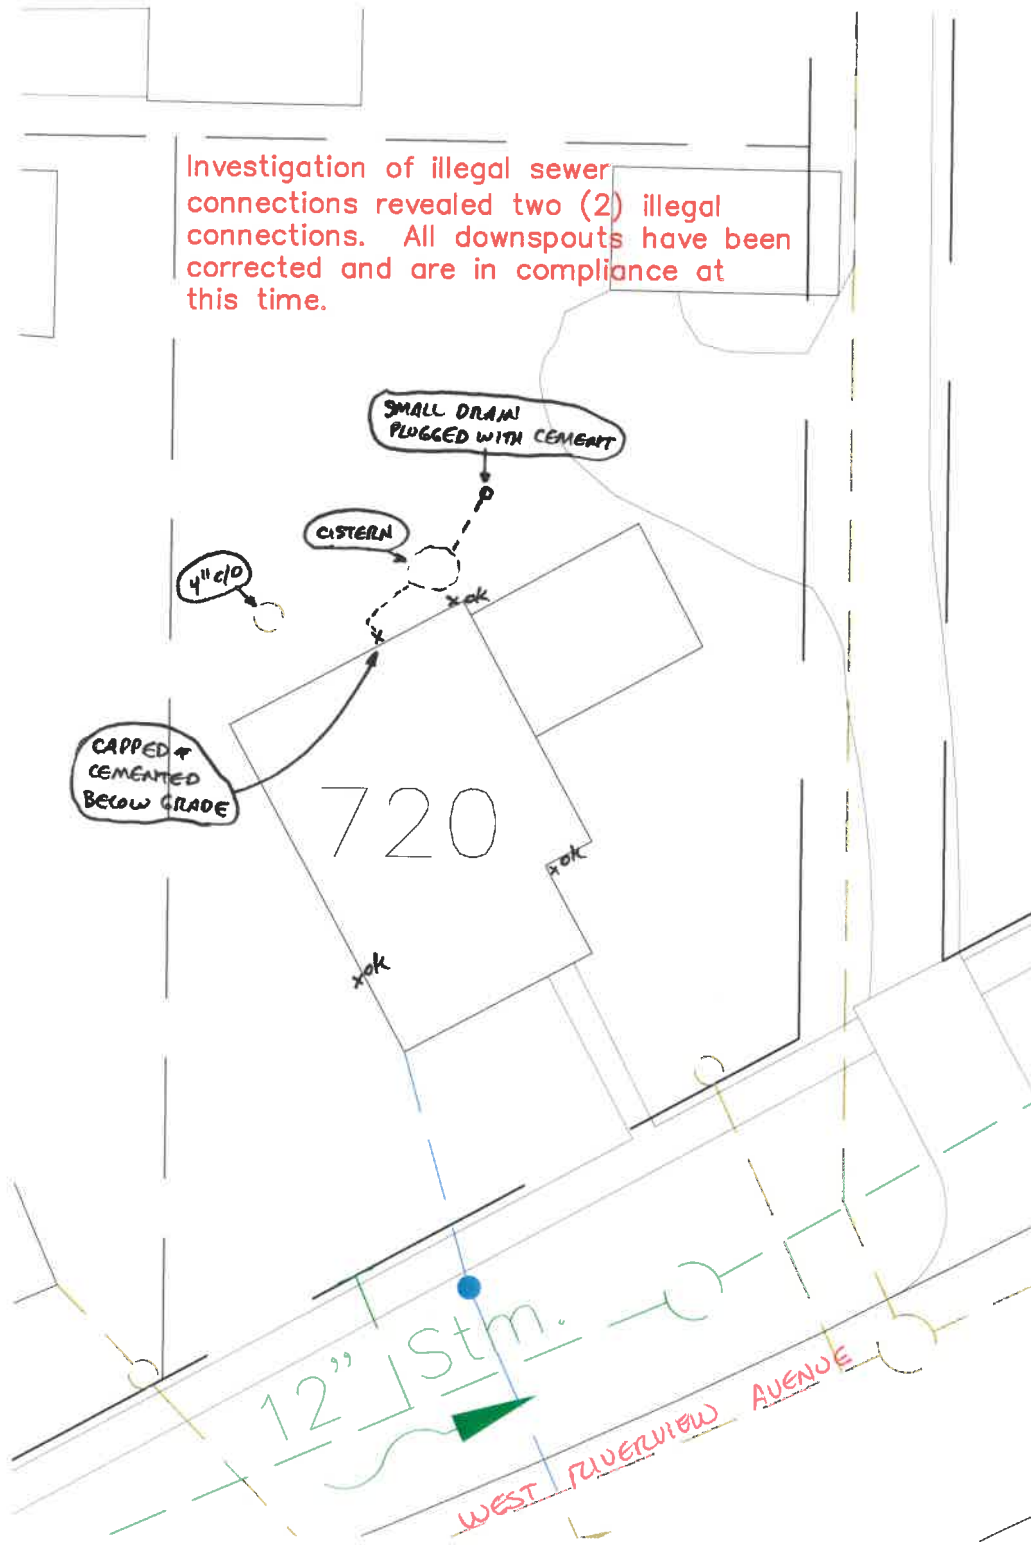 Investigation of illegal sewer
connections revealed two (2) illegal
connections. All downspouts have been
corrected and are in compliance at
this time.
SMALL DRAIN
PLUGGED WITH CEMENT
CISTERN
4" C/O
x ok
CAPPED +
CEMENTED
BELOW GRADE
720
x ok
x ok
12" Stm.
WEST RIVERVIEW AVENUE